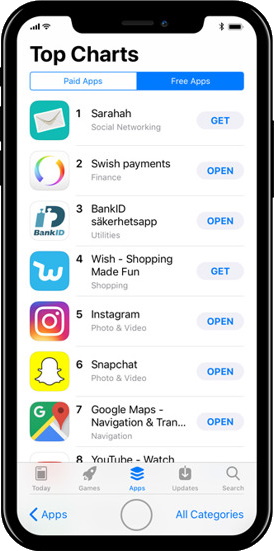 Top Charts
Paid Apps Free Apps
1 Sarahah GET
Social Networking
2 Swish payments OPEN
Finance
3 BankID
säkerhetsapp OPEN
BankID
Utilities
4 Wish - Shopping
Made Fun GET
Shopping
5 Instagram OPEN
Photo & Video
6 Snapchat OPEN
Photo & Video
7 Google Maps -
Navigation & Tran... OPEN
Navigation
8 YouTube - Watch
Today Games Apps Updates Search
Apps All Categories